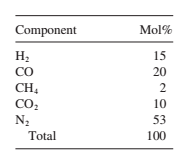 Component Mol%
H₂ 15
CO 20
CH₄ 2
CO₂ 10
N₂ 53
Total 100